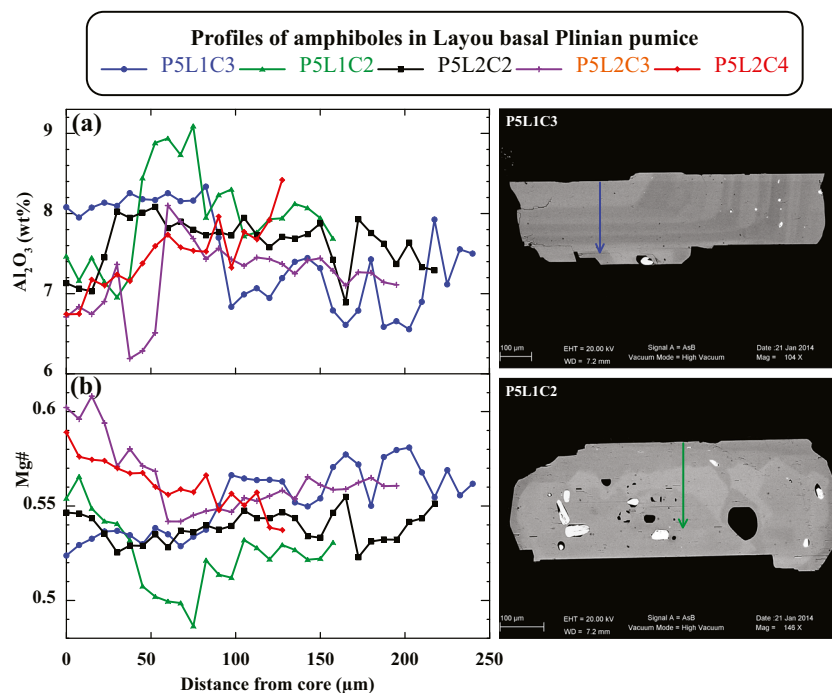 Profiles of amphiboles in Layou basal Plinian pumice
P5L1C3 P5L1C2 P5L2C2 P5L2C3 P5L2C4
(a)
9
8
7
6
Al2O3 (wt%)
(b)
0.6
0.55
0.5
Mg#
0 50 100 150 200 250
Distance from core (µm)
P5L1C3
100 µm
EHT = 20.00 kV
WD = 7.2 mm
Signal A = AsB
Vacuum Mode = High Vacuum
Date :21 Jan 2014
Mag = 104 X
P5L1C2
100 µm
EHT = 20.00 kV
WD = 7.2 mm
Signal A = AsB
Vacuum Mode = High Vacuum
Date :21 Jan 2014
Mag = 146 X